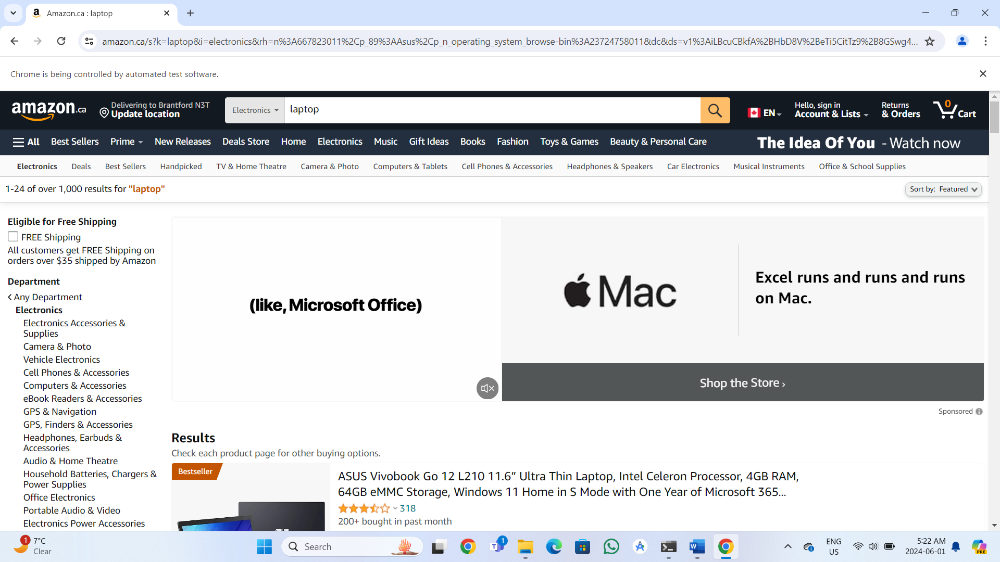 Amazon.ca : laptop
amazon.ca/s?k=laptop&i=electronics&rh=n%3A667823011%2Cp_89%3AAsus%2Cp_n_operating_system_browse-bin%3A23724758011&dc&ds=v1%3AiLBcuCBkfA%2BHbD8V%2BeTi5CitTz9%2B8GSwg4...
Chrome is being controlled by automated test software.
amazon.ca
Delivering to Brantford N3T
Update location
Electronics
laptop
EN
Hello, sign in
Account & Lists
Returns
& Orders
0
Cart
All
Best Sellers
Prime
New Releases
Deals Store
Home
Electronics
Music
Gift Ideas
Books
Fashion
Toys & Games
Beauty & Personal Care
The Idea Of You - Watch now
Electronics
Deals
Best Sellers
Handpicked
TV & Home Theatre
Camera & Photo
Computers & Tablets
Cell Phones & Accessories
Headphones & Speakers
Car Electronics
Musical Instruments
Office & School Supplies
1-24 of over 1,000 results for "laptop"
Sort by: Featured
Eligible for Free Shipping
FREE Shipping
All customers get FREE Shipping on
orders over $35 shipped by Amazon
Department
Any Department
Electronics
Electronics Accessories &
Supplies
Camera & Photo
Vehicle Electronics
Cell Phones & Accessories
Computers & Accessories
eBook Readers & Accessories
GPS & Navigation
GPS, Finders & Accessories
Headphones, Earbuds &
Accessories
Audio & Home Theatre
Household Batteries, Chargers &
Power Supplies
Office Electronics
Portable Audio & Video
Electronics Power Accessories
(like, Microsoft Office)
Mac
Excel runs and runs and runs
on Mac.
Shop the Store ›
Sponsored
Results
Check each product page for other buying options.
Bestseller
ASUS Vivobook Go 12 L210 11.6” Ultra Thin Laptop, Intel Celeron Processor, 4GB RAM,
64GB eMMC Storage, Windows 11 Home in S Mode with One Year of Microsoft 365...
318
200+ bought in past month
1
7°C
Clear
Search
1
ENG
US
5:22 AM
2024-06-01
PRE